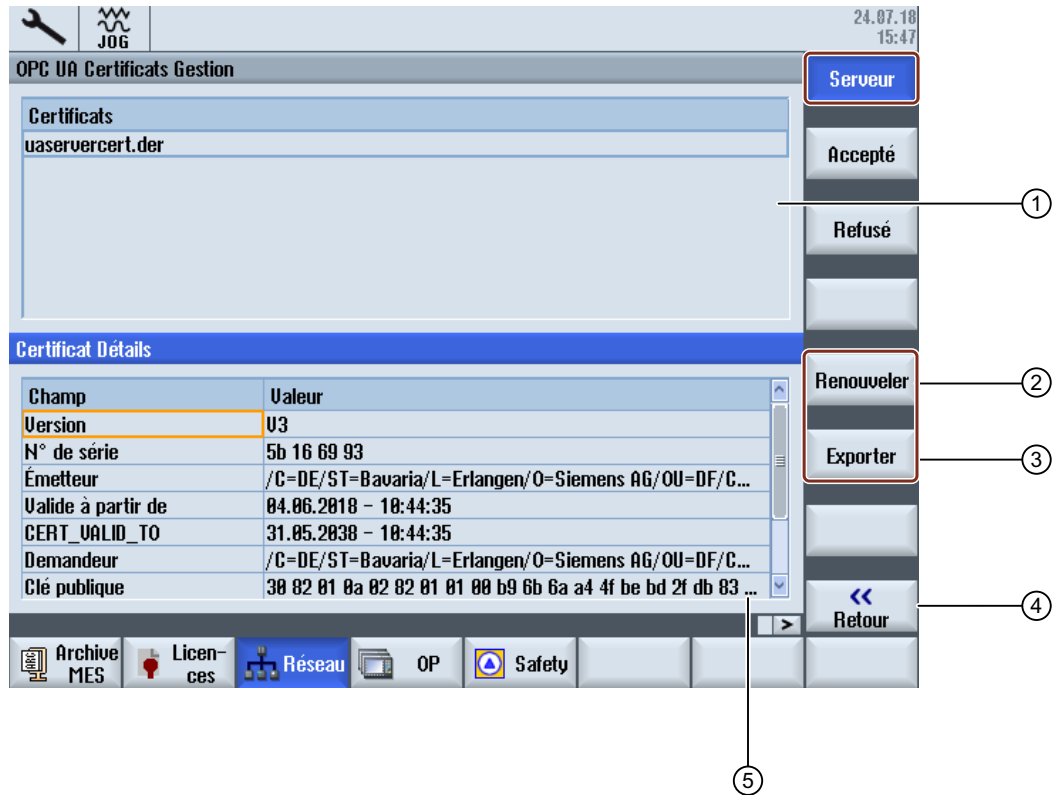 JOG
24.07.18
15:47
OPC UA Certificats Gestion
Serveur
Certificats
uaservercert.der
Accepté
Refusé
1
Certificat Détails
Renouveler
2
Champ Valeur
Version V3
N° de série 5b 16 69 93
Exporter
3
Émetteur /C=DE/ST=Bavaria/L=Erlangen/O=Siemens AG/OU=DF/C...
Valide à partir de 04.06.2018 - 10:44:35
CERT_VALID_TO 31.05.2038 - 10:44:35
Demandeur /C=DE/ST=Bavaria/L=Erlangen/O=Siemens AG/OU=DF/C...
Clé publique 30 82 01 0a 02 82 01 01 00 b9 6b 6a a4 4f be bd 2f db 83 ...
<<
Retour
4
>
ARC
Archive
MES
Licen-
ces
Réseau
OP
Safety
5